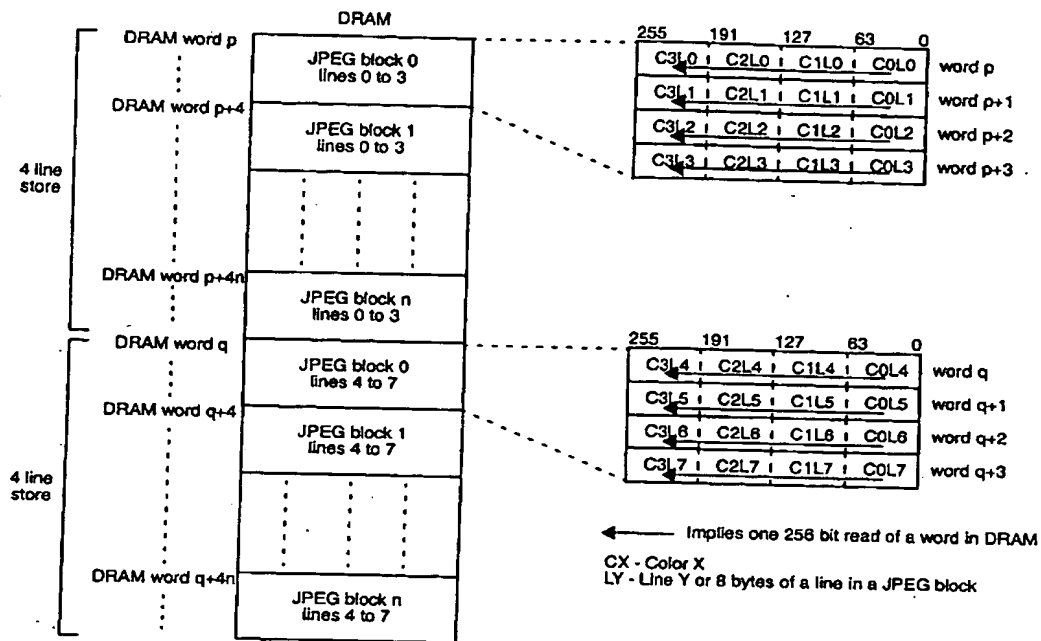 DRAM
DRAM word p
JPEG block 0
lines 0 to 3
DRAM word p+4
JPEG block 1
lines 0 to 3
4 line
store
DRAM word p+4n
JPEG block n
lines 0 to 3
DRAM word q
JPEG block 0
lines 4 to 7
DRAM word q+4
JPEG block 1
lines 4 to 7
4 line
store
DRAM word q+4n
JPEG block n
lines 4 to 7
255 191 127 63 0
C3L0 C2L0 C1L0 C0L0 word p
C3L1 C2L1 C1L1 C0L1 word p+1
C3L2 C2L2 C1L2 C0L2 word p+2
C3L3 C2L3 C1L3 C0L3 word p+3
255 191 127 63 0
C3L4 C2L4 C1L4 C0L4 word q
C3L5 C2L5 C1L5 C0L5 word q+1
C3L6 C2L6 C1L6 C0L6 word q+2
C3L7 C2L7 C1L7 C0L7 word q+3
Implies one 256 bit read of a word in DRAM
CX - Color X
LY - Line Y or 8 bytes of a line in a JPEG block